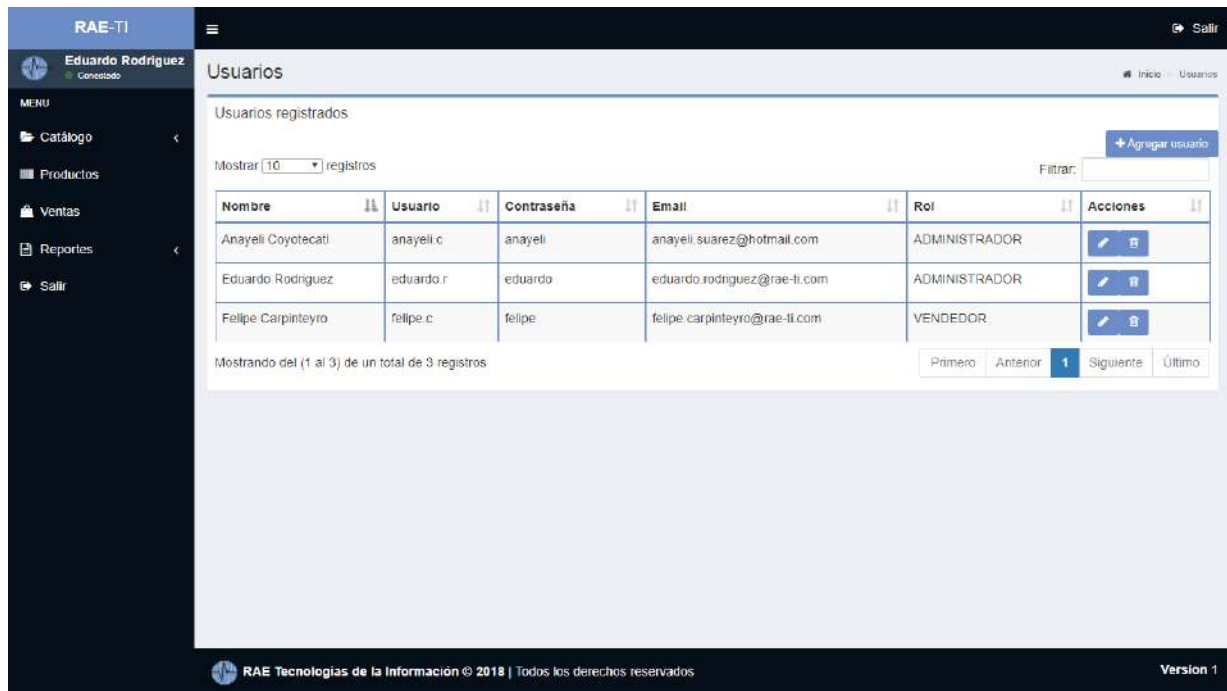 RAE-TI
Salir
Eduardo Rodriguez
Conectado
MENU
Catálogo
Productos
Ventas
Reportes
Salir
Usuarios
Inicio > Usuarios
Usuarios registrados
+ Agregar usuario
Mostrar 10 registros
Filtrar:
Nombre Usuario Contraseña Email Rol Acciones
Anayeli Coyotecatl anayeli.c anayeli anayeli.suarez@hotmail.com ADMINISTRADOR
Eduardo Rodriguez eduardo.r eduardo eduardo.rodriguez@rae-ti.com ADMINISTRADOR
Felipe Carpinteyro felipe.c felipe felipe.carpinteyro@rae-ti.com VENDEDOR
Mostrando del (1 al 3) de un total de 3 registros
Primero Anterior 1 Siguiente Último
RAE Tecnologías de la Información © 2018 | Todos los derechos reservados
Version 1